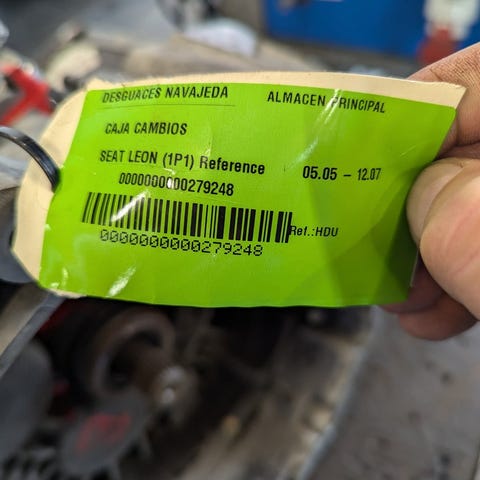 DESGUACES NAVAJEDA ALMACEN PRINCIPAL
CAJA CAMBIOS
SEAT LEON (1P1) Reference 05.05 - 12.07
0000000000279248
Ref.:HDU
0000000000279248